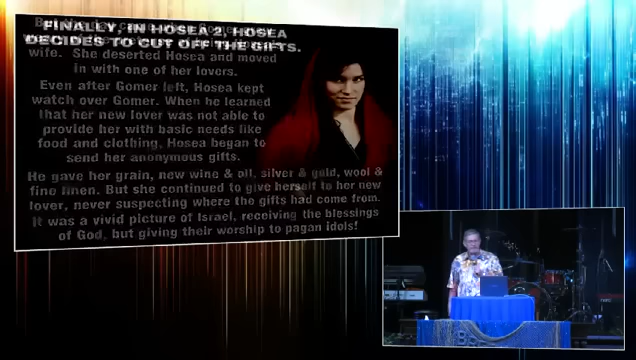 FINALLY, IN HOSEA 2, HOSEA
DECIDES TO CUT OFF THE GIFTS.
wife. She deserted Hosea and moved
in with one of her lovers.
Even after Gomer left, Hosea kept
watch over Gomer. When he learned
that her new lover was not able to
provide her with basic needs like
food and clothing, Hosea began to
send her anonymous gifts.
He gave her grain, new wine & oil, silver & gold, wool &
fine linen. But she continued to give herself to her new
lover, never suspecting where the gifts had come from.
It was a vivid picture of Israel, receiving the blessings
of God, but giving their worship to pagan idols!